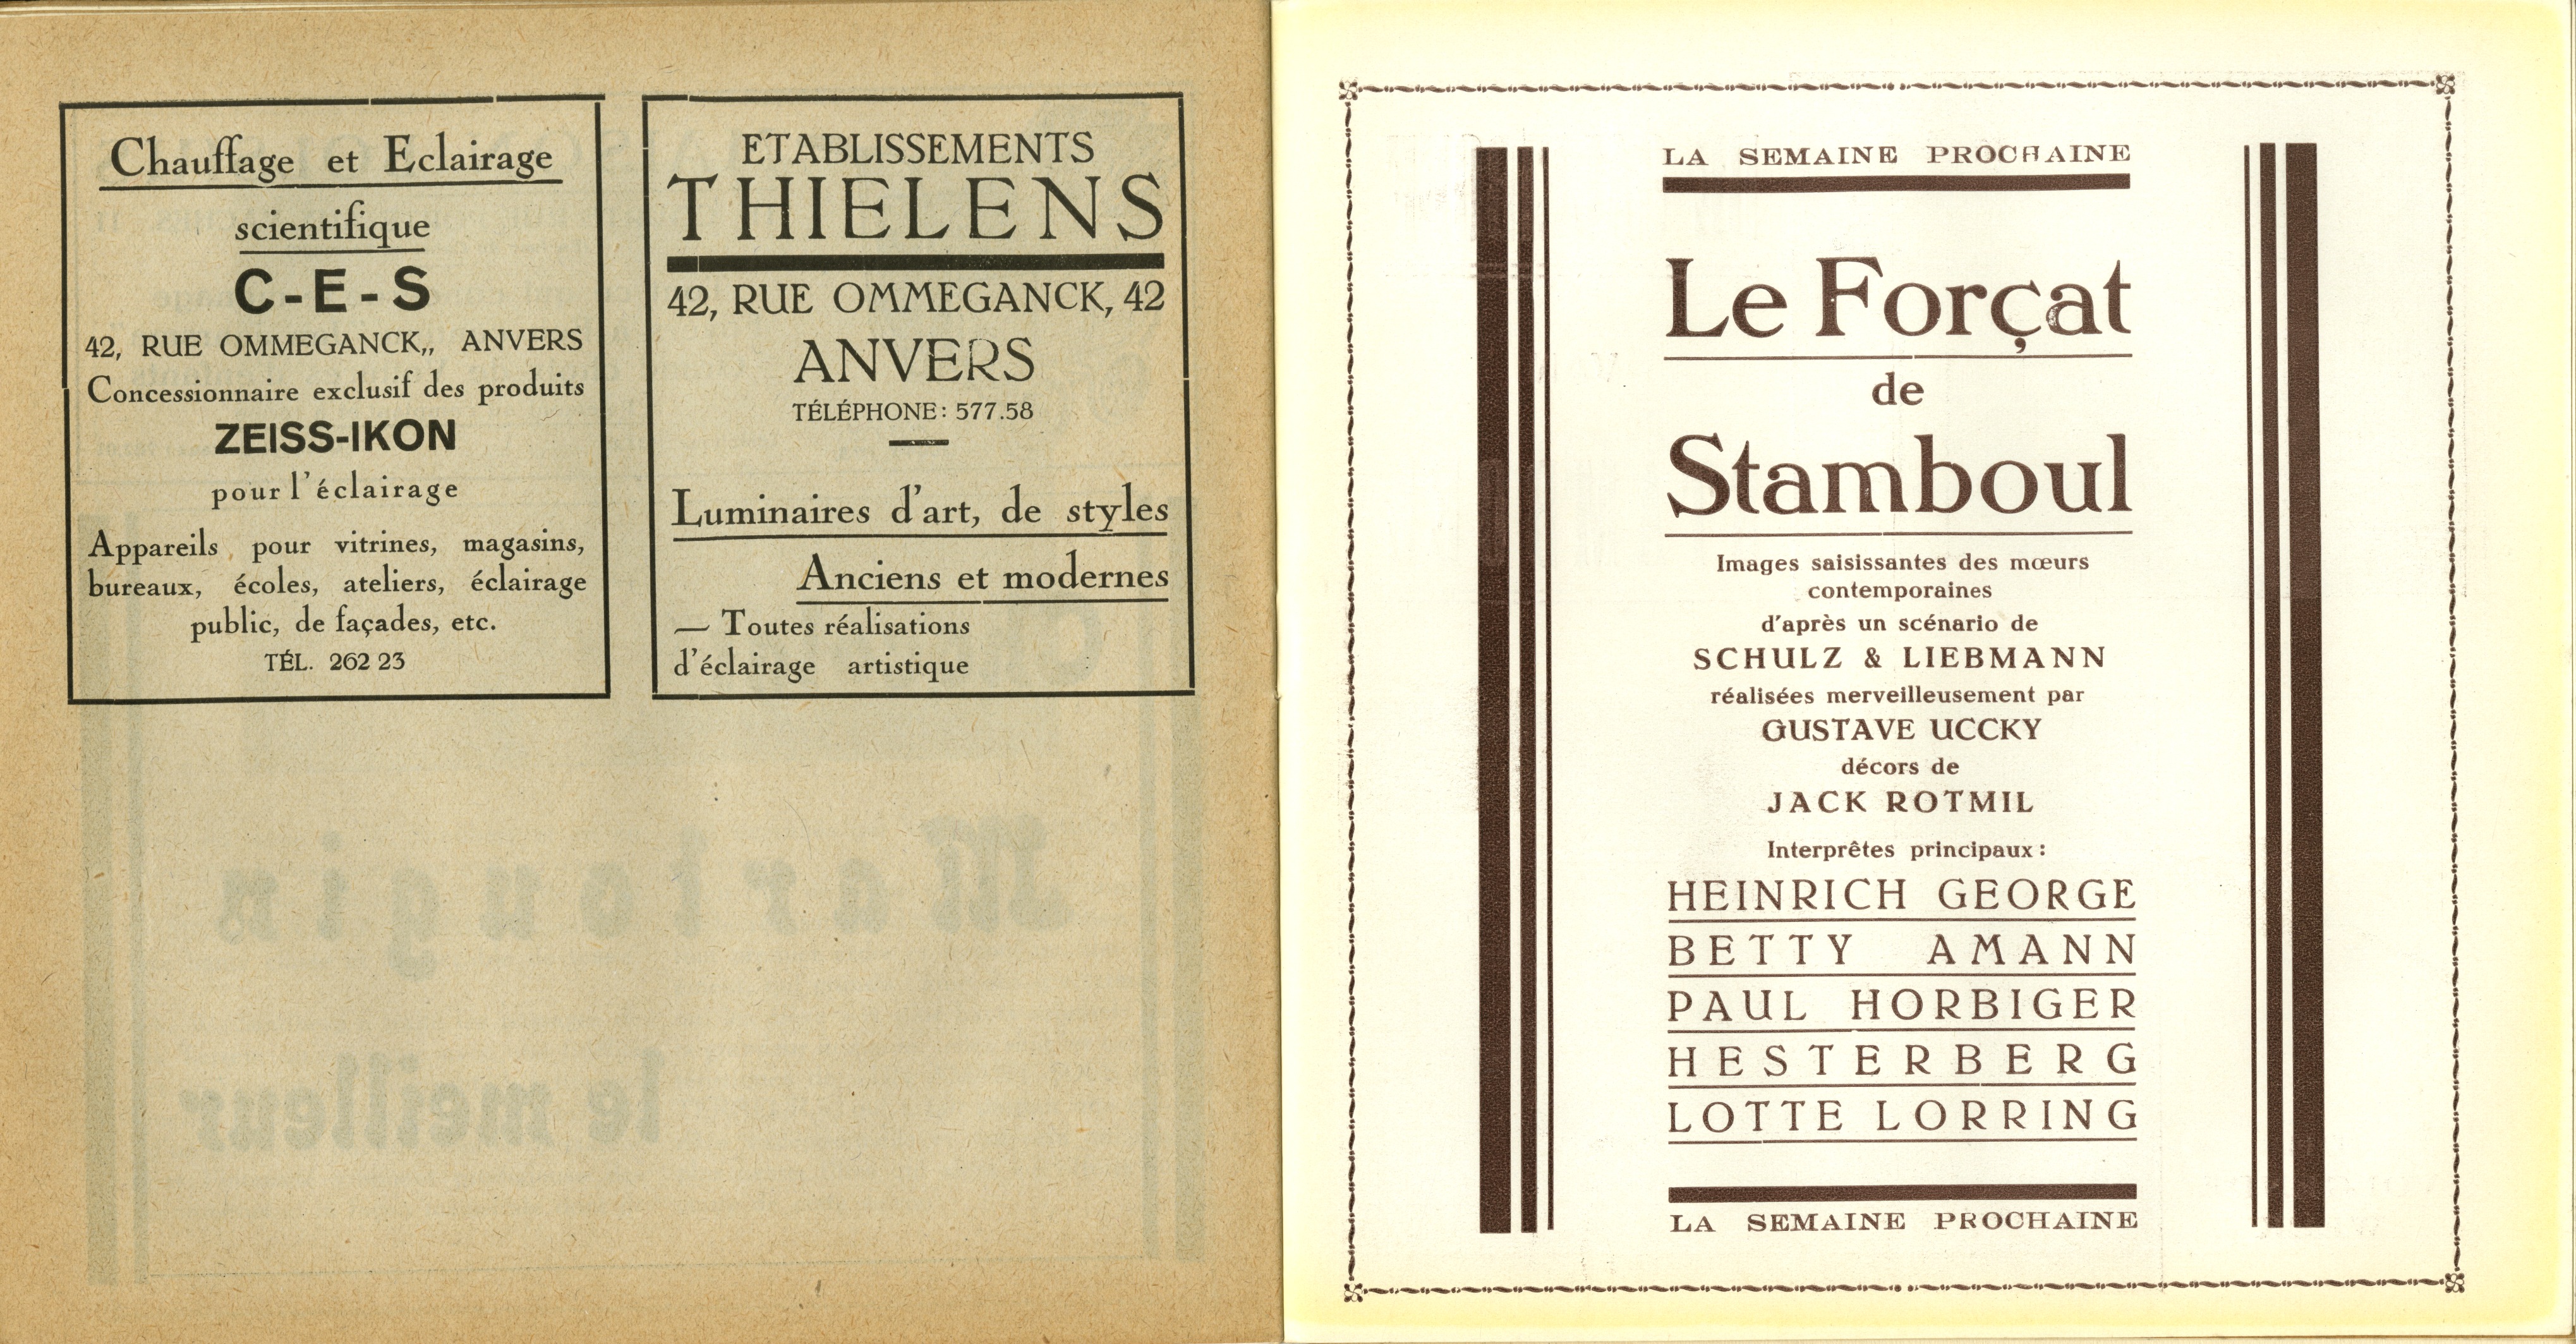 Chauffage et Eclairage
scientifique
C-E-S
42, RUE OMMEGANCK,, ANVERS
Concessionnaire exclusif des produits
ZEISS-IKON
pour l'éclairage
Appareils pour vitrines, magasins,
bureaux, écoles, ateliers, éclairage
public, de façades, etc.
TÉL. 262 23
ETABLISSEMENTS
THIELENS
42, RUE OMMEGANCK, 42
ANVERS
TÉLÉPHONE: 577.58
Luminaires d'art, de styles
Anciens et modernes
— Toutes réalisations
d'éclairage artistique
Martougin
le meilleur
LA SEMAINE PROCHAINE
Le Forçat
de
Stamboul
Images saisissantes des mœurs
contemporaines
d'après un scénario de
SCHULZ & LIEBMANN
réalisées merveilleusement par
GUSTAVE UCCKY
décors de
JACK ROTMIL
Interprêtes principaux:
HEINRICH GEORGE
BETTY AMANN
PAUL HORBIGER
HESTERBERG
LOTTE LORRING
LA SEMAINE PROCHAINE